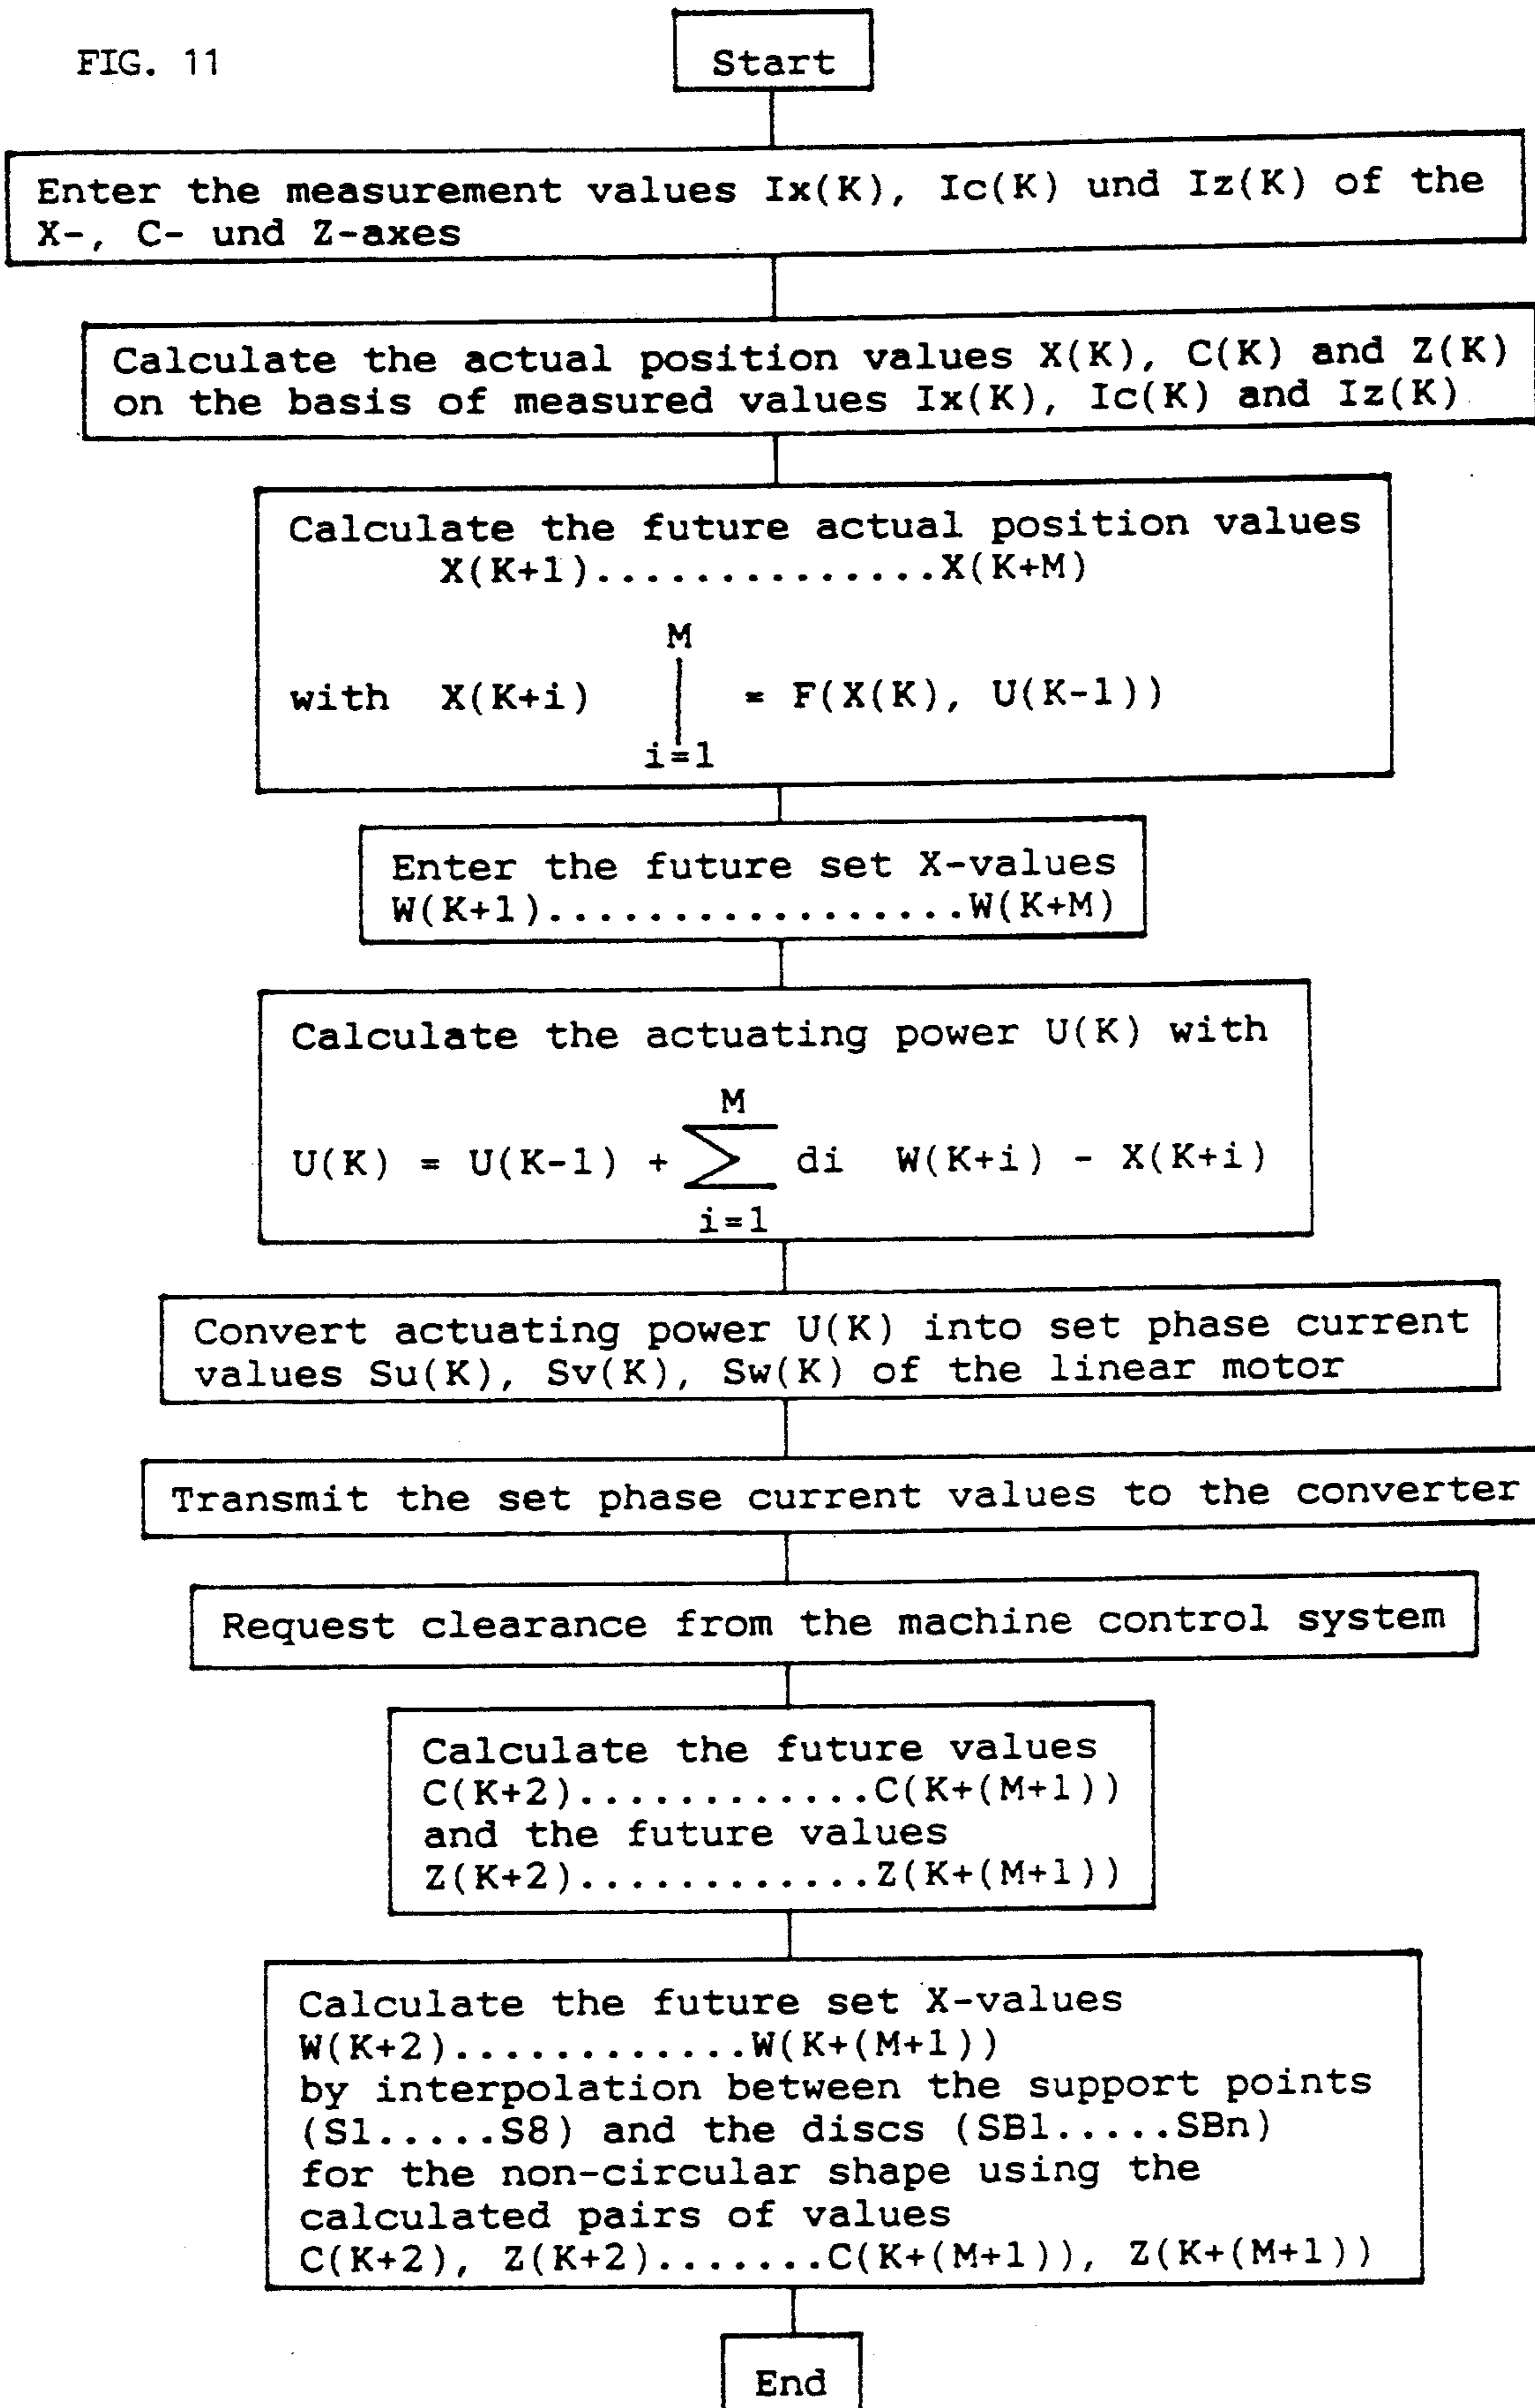 FIG. 11
Start
Enter the measurement values Ix(K), Ic(K) und Iz(K) of the
X-, C- und Z-axes
Calculate the actual position values X(K), C(K) and Z(K)
on the basis of measured values Ix(K), Ic(K) and Iz(K)
Calculate the future actual position values
X(K+1)..............X(K+M)
M
with X(K+i) | = F(X(K), U(K-1))
i=1
Enter the future set X-values
W(K+1).................W(K+M)
Calculate the actuating power U(K) with
M
U(K) = U(K-1) + ∑ di W(K+i) - X(K+i)
i=1
Convert actuating power U(K) into set phase current
values Su(K), Sv(K), Sw(K) of the linear motor
Transmit the set phase current values to the converter
Request clearance from the machine control system
Calculate the future values
C(K+2)............C(K+(M+1))
and the future values
Z(K+2)............Z(K+(M+1))
Calculate the future set X-values
W(K+2)............W(K+(M+1))
by interpolation between the support points
(S1.....S8) and the discs (SB1.....SBn)
for the non-circular shape using the
calculated pairs of values
C(K+2), Z(K+2).......C(K+(M+1)), Z(K+(M+1))
End